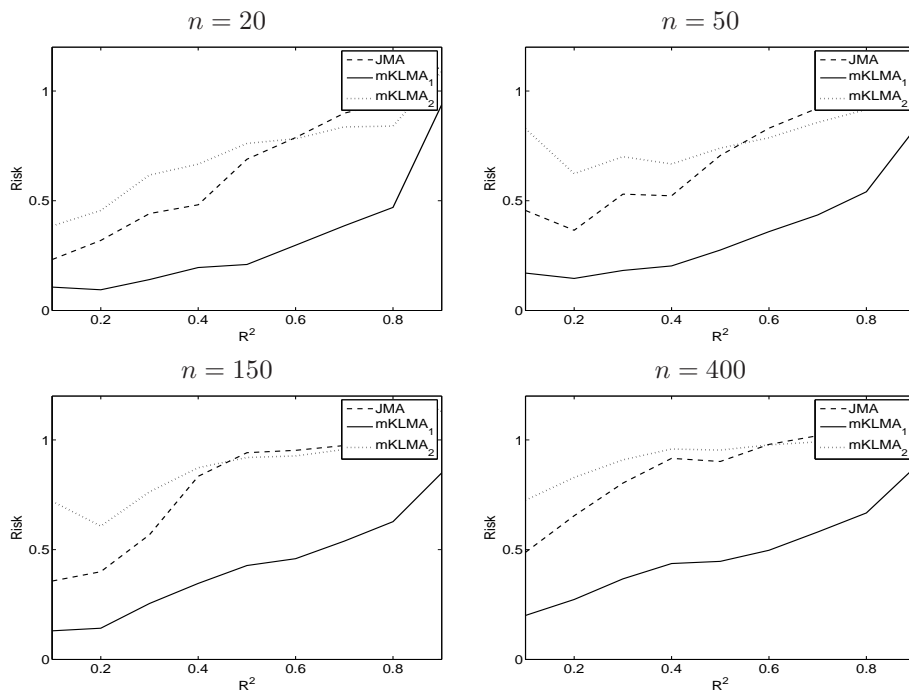 n = 20
JMA
mKLMA₁
mKLMA₂
1
0.5
0
Risk
0.2 0.4 0.6 0.8
R²
n = 50
JMA
mKLMA₁
mKLMA₂
1
0.5
0
Risk
0.2 0.4 0.6 0.8
R²
n = 150
JMA
mKLMA₁
mKLMA₂
1
0.5
0
Risk
0.2 0.4 0.6 0.8
R²
n = 400
JMA
mKLMA₁
mKLMA₂
1
0.5
0
Risk
0.2 0.4 0.6 0.8
R²